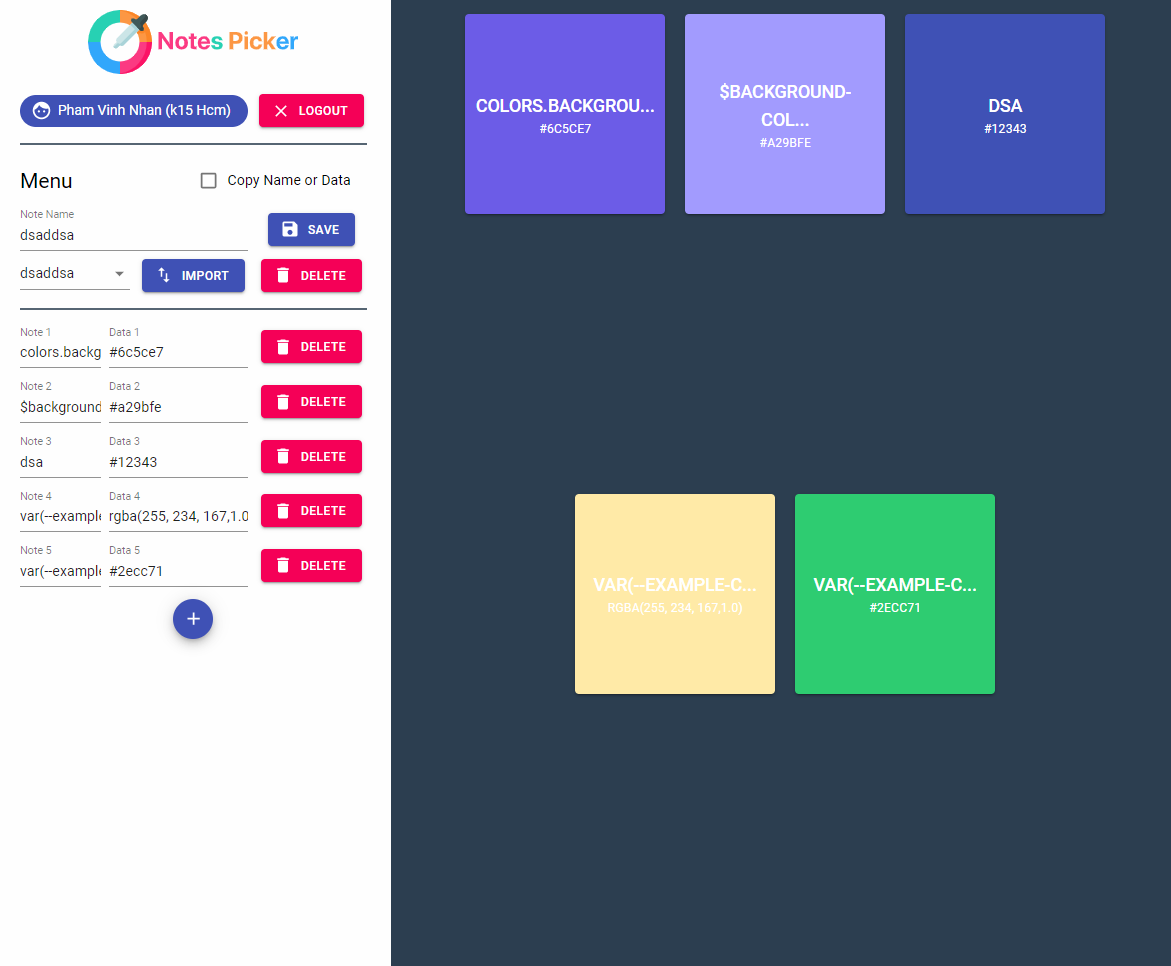 Notes Picker
Pham Vinh Nhan (k15 Hcm)
LOGOUT
Menu
Copy Name or Data
Note Name
dsaddsa
SAVE
dsaddsa
IMPORT
DELETE
Note 1
Data 1
colors.backg
#6c5ce7
DELETE
Note 2
Data 2
$background
#a29bfe
DELETE
Note 3
Data 3
dsa
#12343
DELETE
Note 4
Data 4
var(--example
rgba(255, 234, 167,1.0
DELETE
Note 5
Data 5
var(--example
#2ecc71
DELETE
COLORS.BACKGROU...
#6C5CE7
$BACKGROUND-
COL...
#A29BFE
DSA
#12343
VAR(--EXAMPLE-C...
RGBA(255, 234, 167,1.0)
VAR(--EXAMPLE-C...
#2ECC71